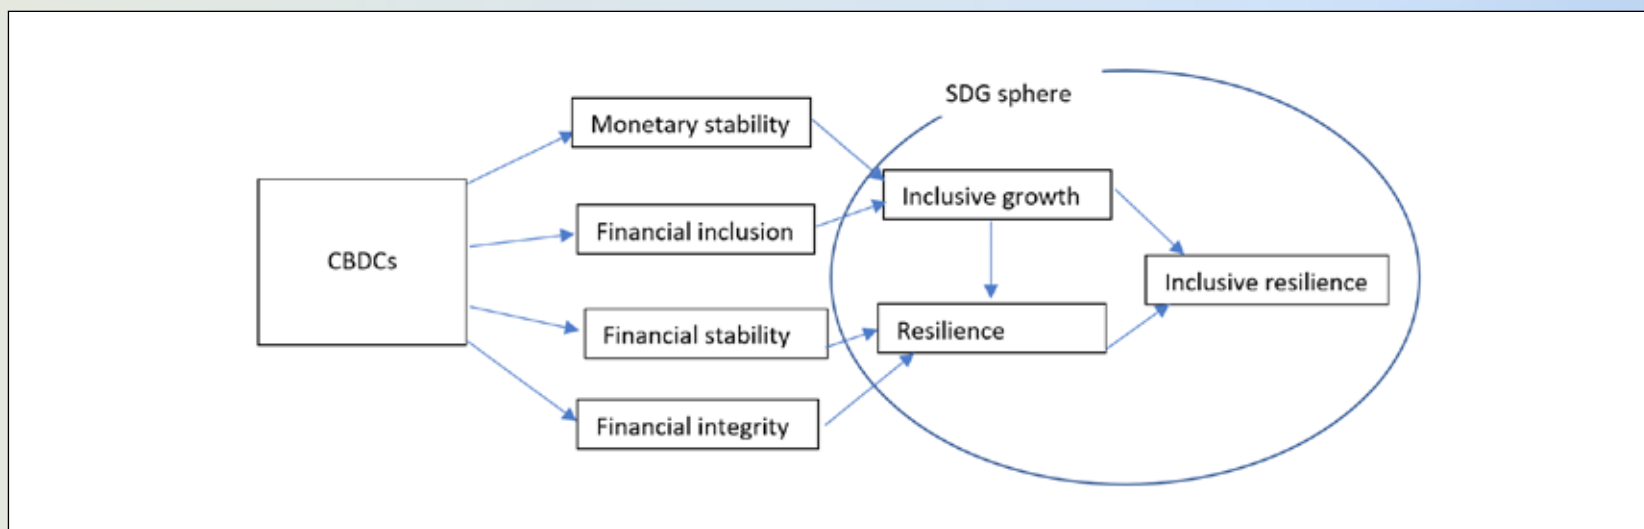 SDG sphere
Monetary stability
Inclusive growth
Financial inclusion
CBDCs
Inclusive resilience
Financial stability
Resilience
Financial integrity